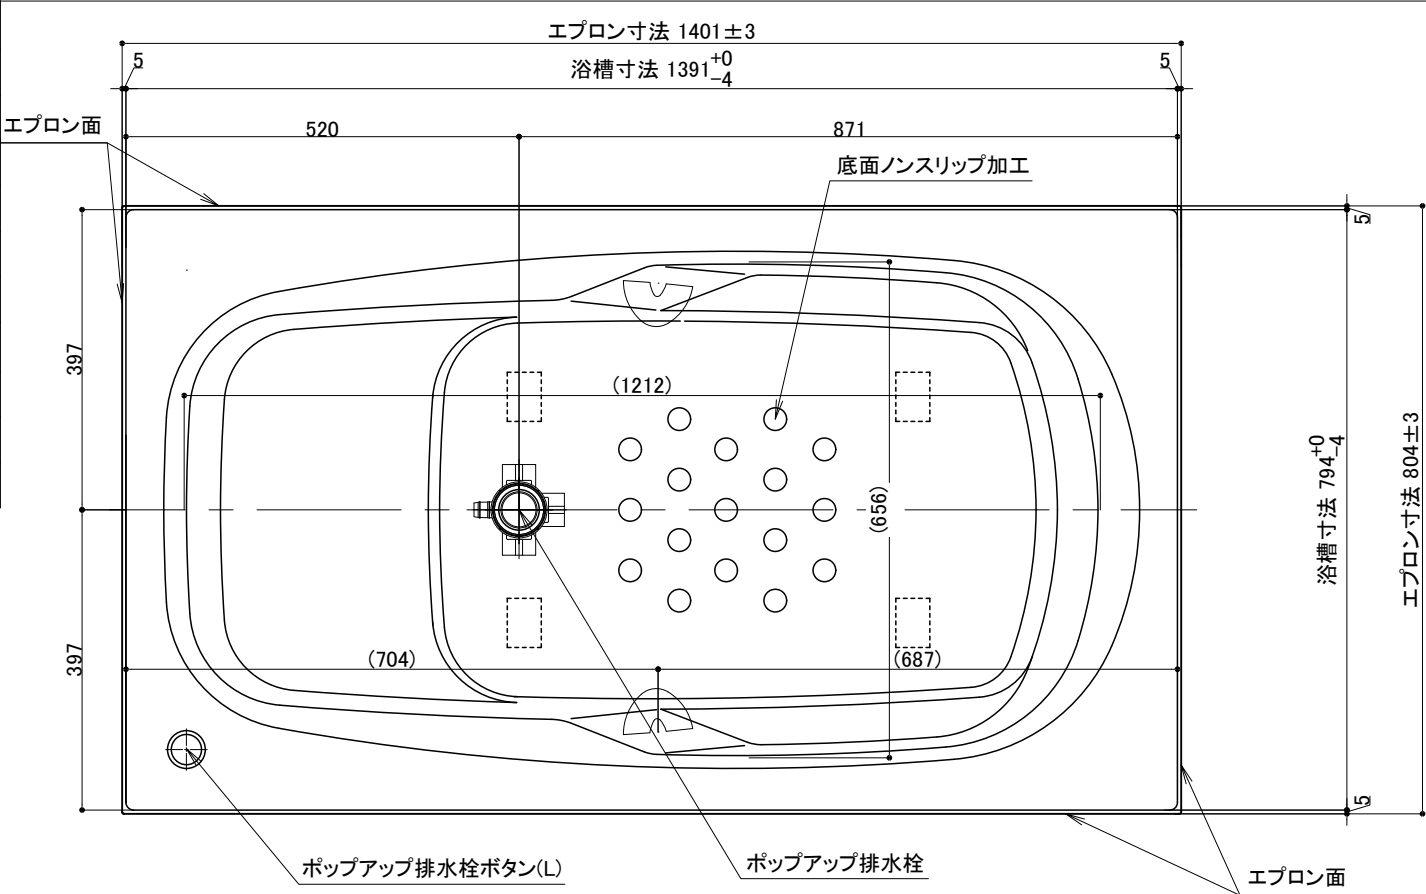 エプロン寸法 1401±3
5
浴槽寸法 1391+0-4
5
エプロン面
520
871
底面ノンスリップ加工
5
397
(1212)
(656)
浴槽寸法 794+0-4
エプロン寸法 804±3
397
(704)
(687)
5
ポップアップ排水栓ボタン(L)
ポップアップ排水栓
エプロン面